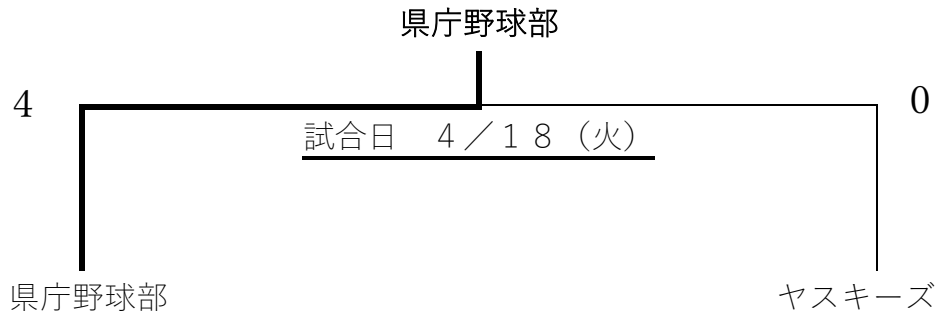 県庁野球部
4
0
試合日　４／１８（火）
県庁野球部
ヤスキーズ